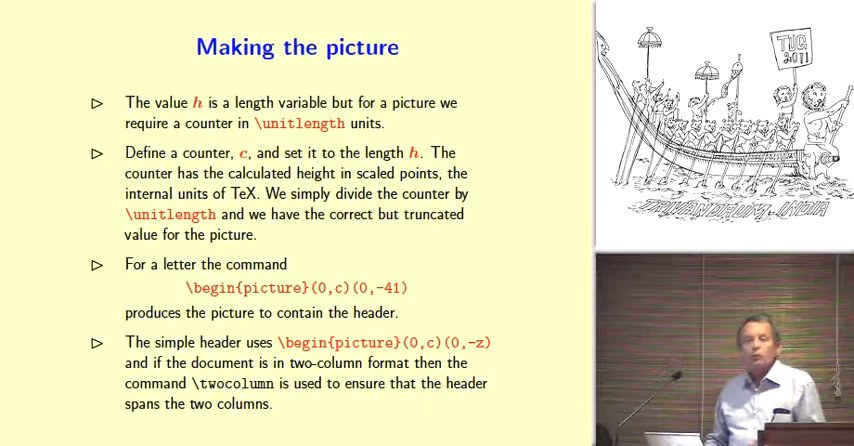 Making the picture
▷ The value h is a length variable but for a picture we
require a counter in \unitlength units.
▷ Define a counter, c, and set it to the length h. The
counter has the calculated height in scaled points, the
internal units of TeX. We simply divide the counter by
\unitlength and we have the correct but truncated
value for the picture.
▷ For a letter the command
\begin{picture}(0,c)(0,-41)
produces the picture to contain the header.
▷ The simple header uses \begin{picture}(0,c)(0,-z)
and if the document is in two-column format then the
command \twocolumn is used to ensure that the header
spans the two columns.
TUG
2011
TRIVANDRUM-INDIA